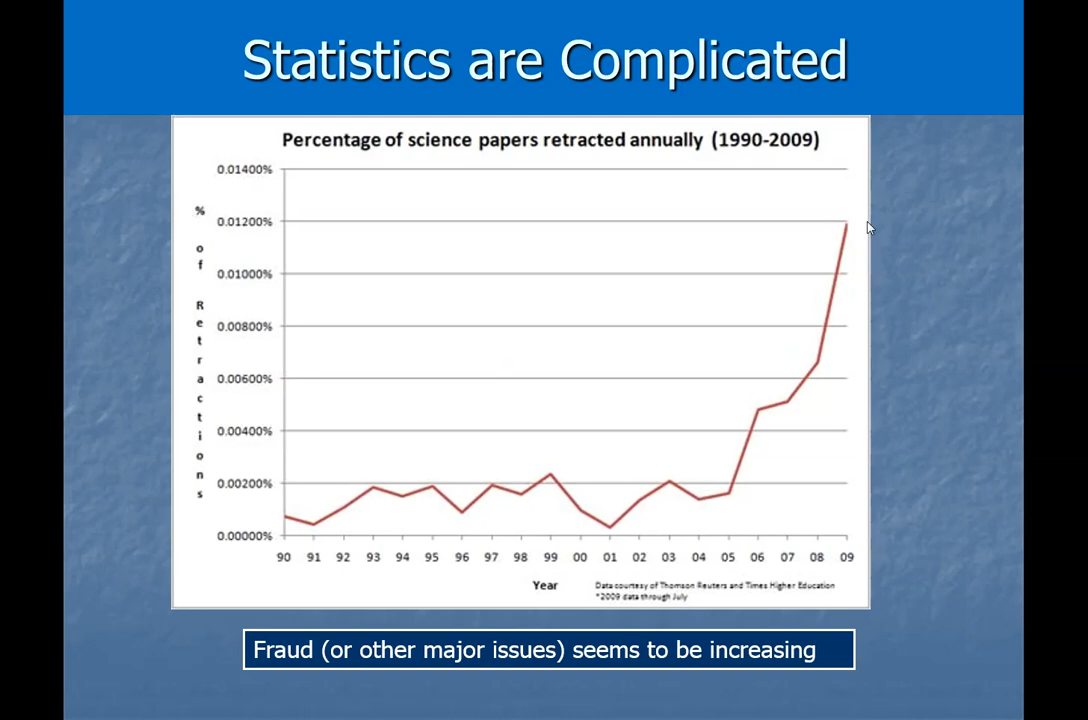 Statistics are Complicated
Percentage of science papers retracted annually (1990-2009)
% of Retractions
0.01400%
0.01200%
0.01000%
0.00800%
0.00600%
0.00400%
0.00200%
0.00000%
90 91 92 93 94 95 96 97 98 99 00 01 02 03 04 05 06 07 08 09
Year
Data courtesy of Thomson Reuters and Times Higher Education
*2009 data through July
Fraud (or other major issues) seems to be increasing